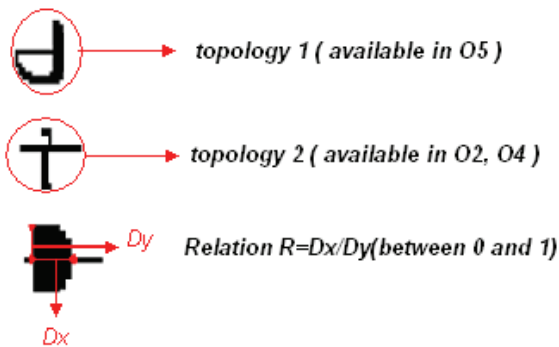 topology 1 ( available in O5 )
topology 2 ( available in O2, O4 )
Dy
Relation R=Dx/Dy(between 0 and 1)
Dx